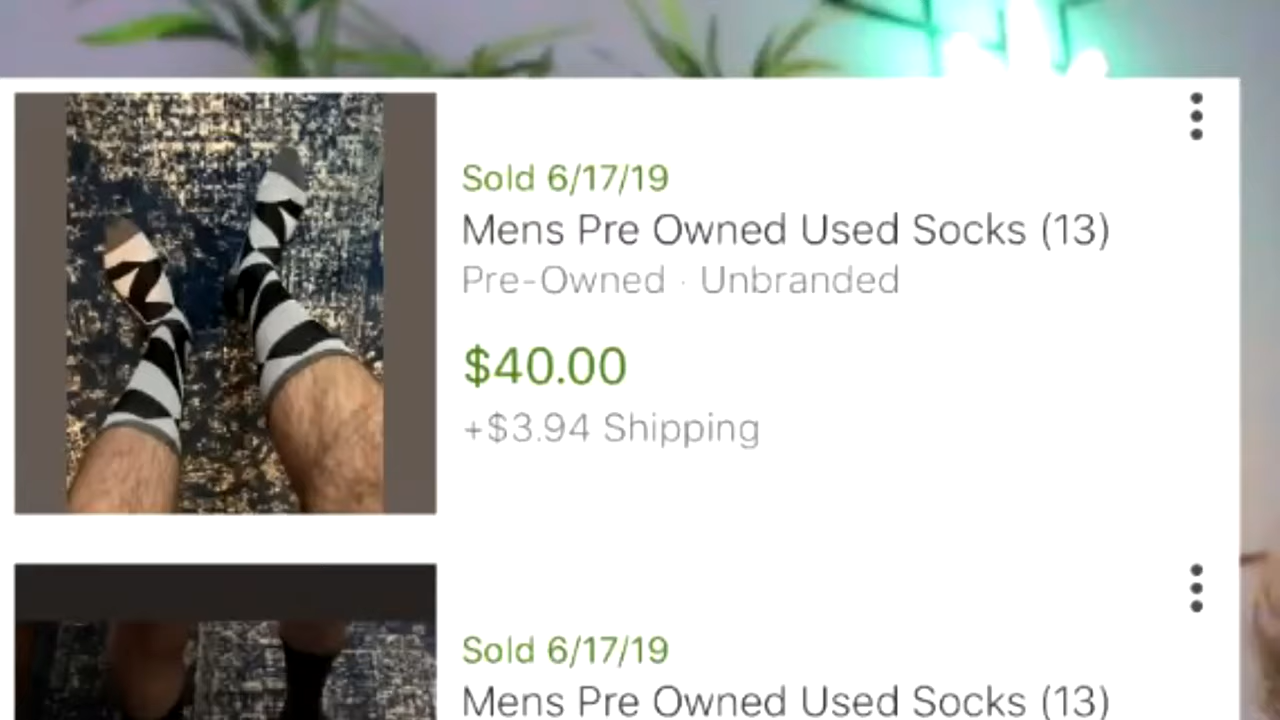 Sold 6/17/19
Mens Pre Owned Used Socks (13)
Pre-Owned · Unbranded
$40.00
+$3.94 Shipping
Sold 6/17/19
Mens Pre Owned Used Socks (13)